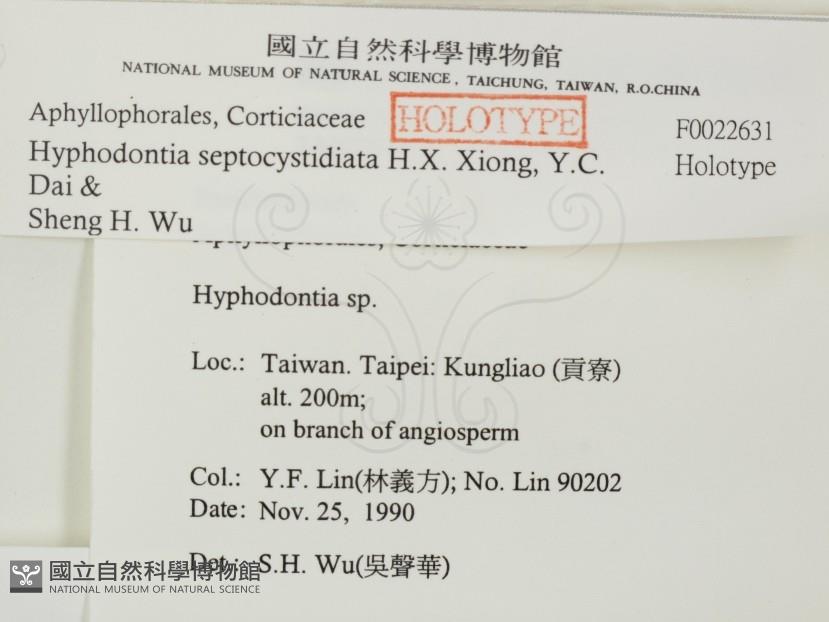 國立自然科學博物館
NATIONAL MUSEUM OF NATURAL SCIENCE, TAICHUNG, TAIWAN, R.O.CHINA
Aphyllophorales, Corticiaceae HOLOTYPE F0022631
Hyphodontia septocystidiata H.X. Xiong, Y.C. Holotype
Dai &
Sheng H. Wu
Hyphodontia sp.
Loc.: Taiwan. Taipei: Kungliao (貢寮)
alt. 200m;
on branch of angiosperm
Col.: Y.F. Lin(林義方); No. Lin 90202
Date: Nov. 25, 1990
Det.: S.H. Wu(吳聲華)
國立自然科學博物館
NATIONAL MUSEUM OF NATURAL SCIENCE